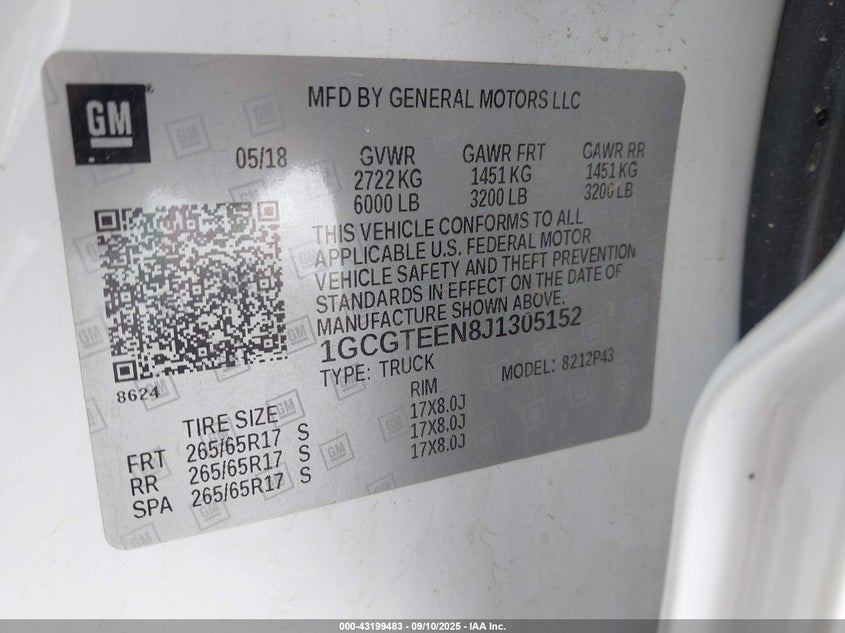 GM
MFD BY GENERAL MOTORS LLC
05/18
GVWR GAWR FRT GAWR RR
2722 KG 1451 KG 1451 KG
6000 LB 3200 LB 3200 LB
THIS VEHICLE CONFORMS TO ALL
APPLICABLE U.S. FEDERAL MOTOR
VEHICLE SAFETY AND THEFT PREVENTION
STANDARDS IN EFFECT ON THE DATE OF
MANUFACTURE SHOWN ABOVE.
1GCGTEEN8J1305152
TYPE: TRUCK MODEL: 8212P43
8624
TIRE SIZE RIM
FRT 265/65R17 S 17X8.0J
RR 265/65R17 S 17X8.0J
SPA 265/65R17 S 17X8.0J
000-43199483 - 09/10/2025 - IAA Inc.